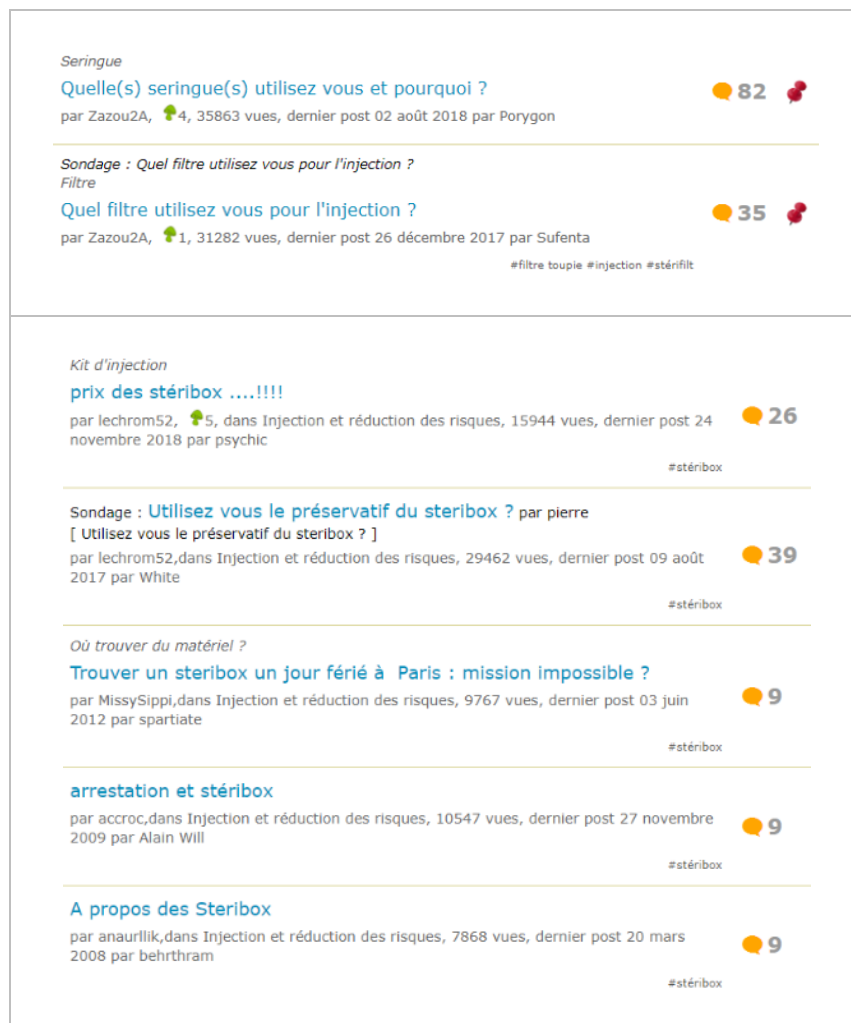 Seringue
Quelle(s) seringue(s) utilisez vous et pourquoi ?
82
par Zazou2A, 4, 35863 vues, dernier post 02 août 2018 par Porygon
Sondage : Quel filtre utilisez vous pour l'injection ?
Filtre
Quel filtre utilisez vous pour l'injection ?
35
par Zazou2A, 1, 31282 vues, dernier post 26 décembre 2017 par Sufenta
#filtre toupie #injection #stérifilt
Kit d'injection
prix des stéribox ....!!!!
par lechrom52, 5, dans Injection et réduction des risques, 15944 vues, dernier post 24
novembre 2018 par psychic
26
#stéribox
Sondage : Utilisez vous le préservatif du steribox ? par pierre
[ Utilisez vous le préservatif du steribox ? ]
par lechrom52,dans Injection et réduction des risques, 29462 vues, dernier post 09 août
2017 par White
39
#stéribox
Où trouver du matériel ?
Trouver un steribox un jour férié à  Paris : mission impossible ?
par MissySippi,dans Injection et réduction des risques, 9767 vues, dernier post 03 juin
2012 par spartiate
9
#stéribox
arrestation et stéribox
par accroc,dans Injection et réduction des risques, 10547 vues, dernier post 27 novembre
2009 par Alain Will
9
#stéribox
A propos des Steribox
par anaurllik,dans Injection et réduction des risques, 7868 vues, dernier post 20 mars
2008 par behrthram
9
#stéribox